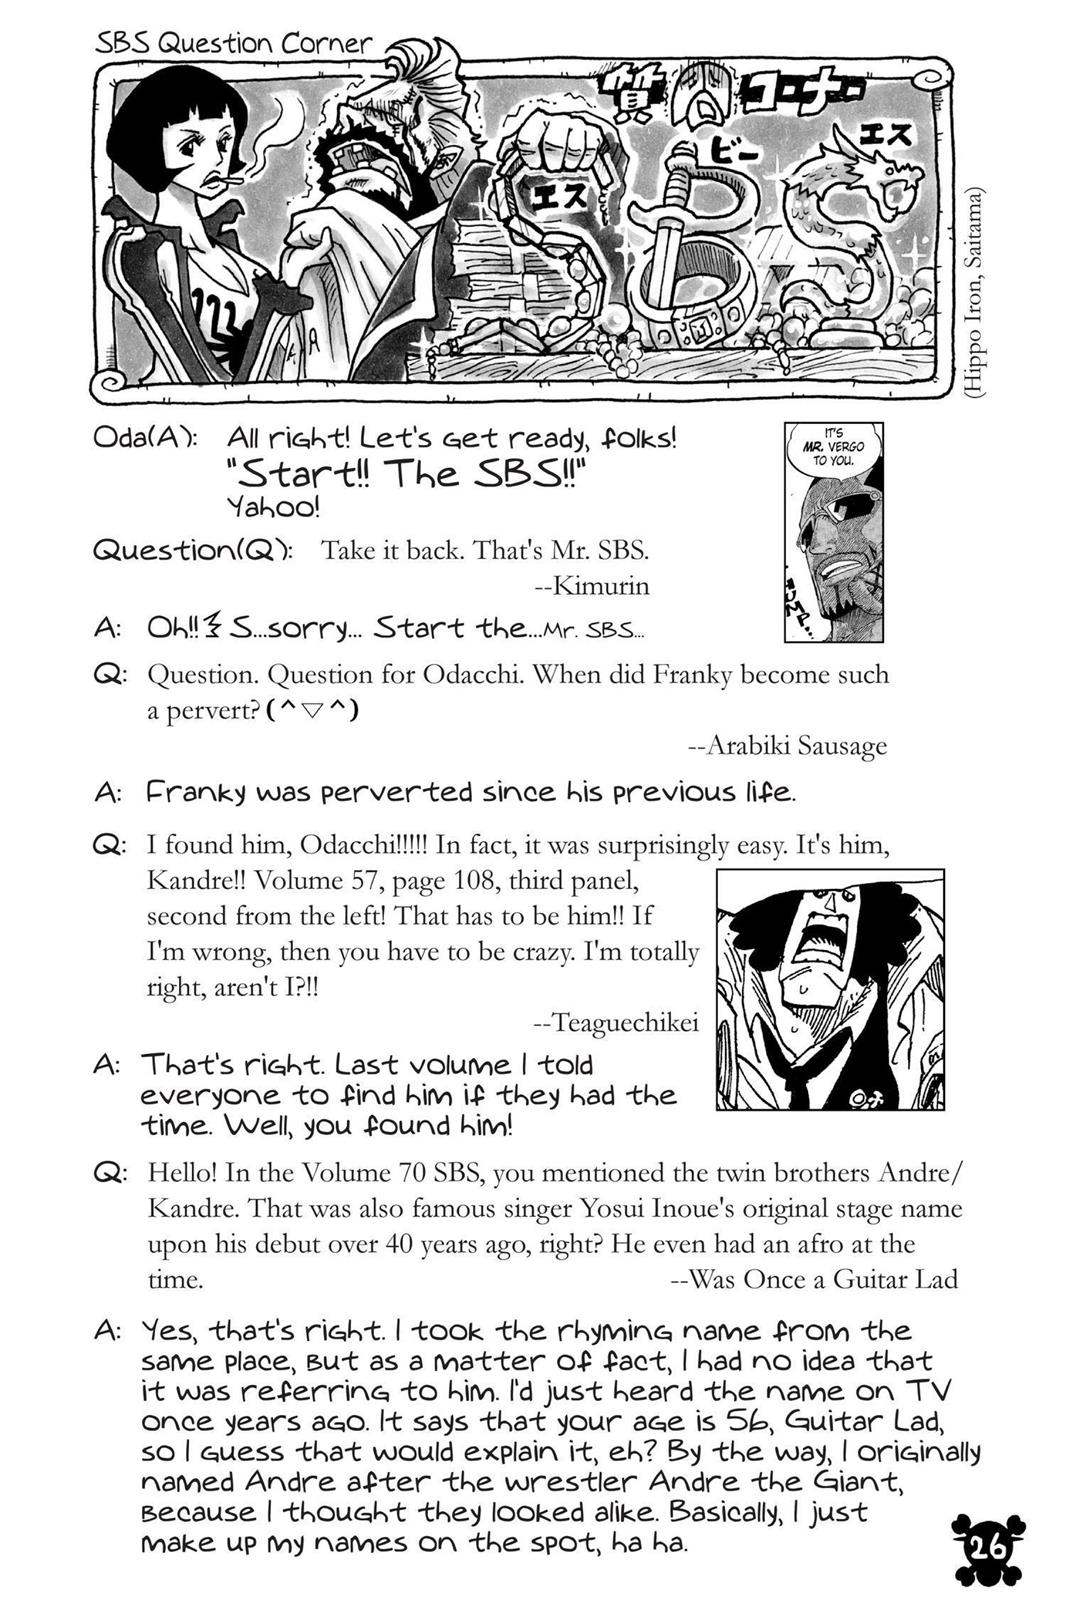 SBS Question Corner
質問コーナー
エス
ビー
エス
(Hippo Iron, Saitama)
Oda(A): All right! Let's get ready, folks!
"Start!! The SBS!!"
Yahoo!
IT'S
MR. VERGO
TO YOU.
Question(Q): Take it back. That's Mr. SBS.
--Kimurin
A: Oh!! S...sorry... Start the...Mr. SBS...
Q: Question. Question for Odacchi. When did Franky become such
a pervert? (^▽^)
--Arabiki Sausage
A: Franky was perverted since his previous life.
Q: I found him, Odacchi!!!!! In fact, it was surprisingly easy. It's him,
Kandre!! Volume 57, page 108, third panel,
second from the left! That has to be him!! If
I'm wrong, then you have to be crazy. I'm totally
right, aren't I?!!
--Teaguechikei
A: That's right. Last volume I told
everyone to find him if they had the
time. Well, you found him!
Q: Hello! In the Volume 70 SBS, you mentioned the twin brothers Andre/
Kandre. That was also famous singer Yosui Inoue's original stage name
upon his debut over 40 years ago, right? He even had an afro at the
time. --Was Once a Guitar Lad
A: Yes, that's right. I took the rhyming name from the
same place, but as a matter of fact, I had no idea that
it was referring to him. I'd just heard the name on TV
once years ago. It says that your age is 56, Guitar Lad,
so I guess that would explain it, eh? By the way, I originally
named Andre after the wrestler Andre the Giant,
because I thought they looked alike. Basically, I just
make up my names on the spot, ha ha.
26